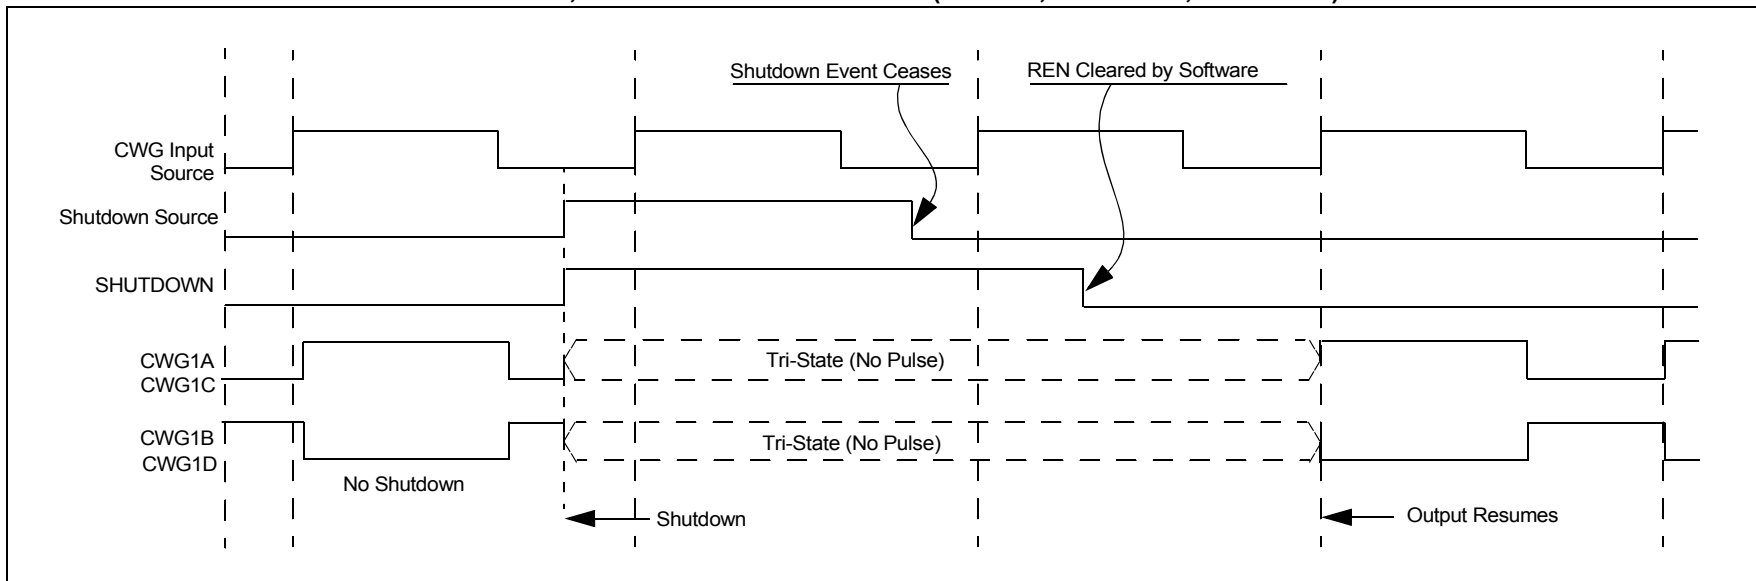 Shutdown Event Ceases
REN Cleared by Software
CWG Input
Source
Shutdown Source
SHUTDOWN
CWG1A
CWG1C
Tri-State (No Pulse)
CWG1B
CWG1D
Tri-State (No Pulse)
No Shutdown
Shutdown
Output Resumes